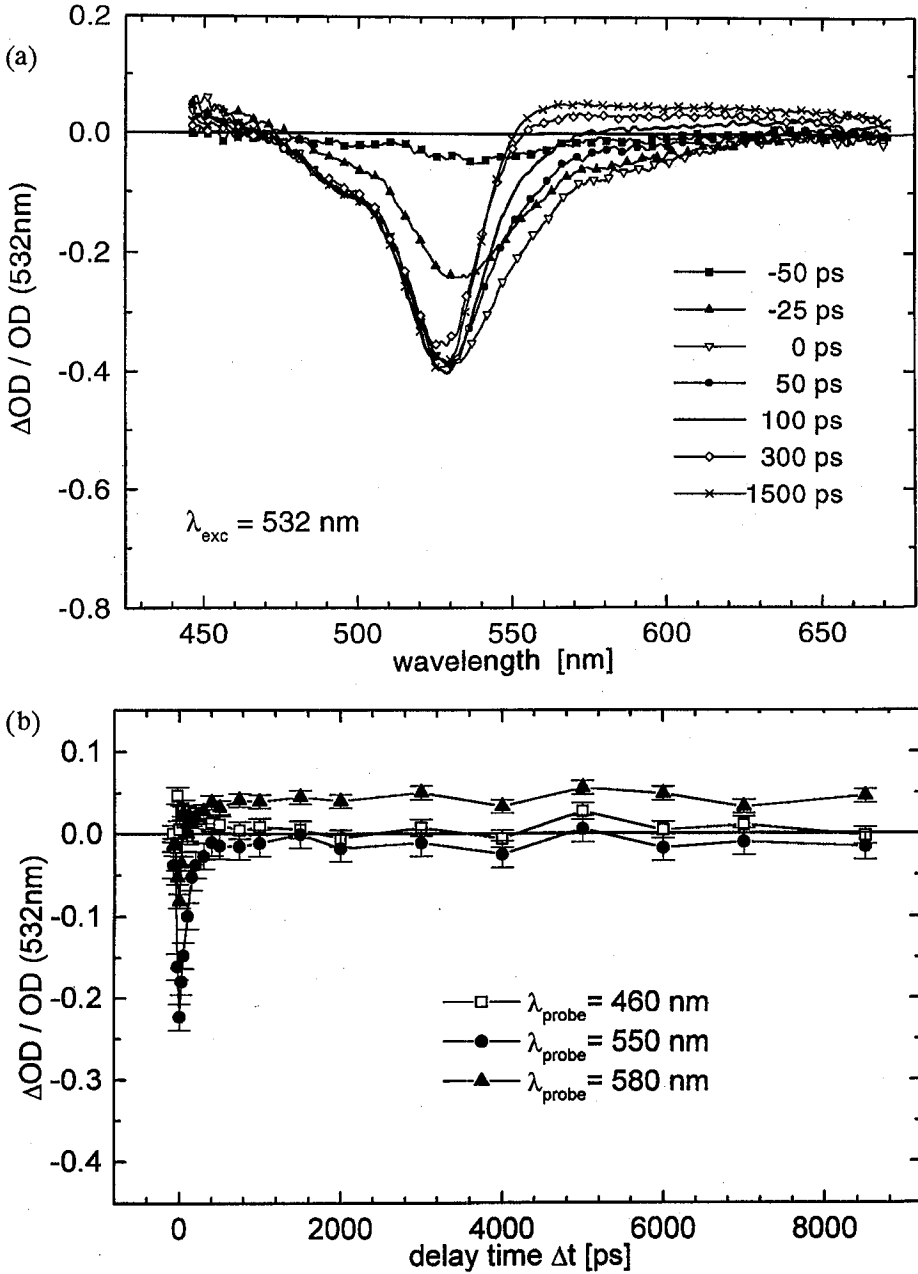 (a)
0.2
0.0
-0.2
-0.4
-0.6
-0.8
ΔOD / OD (532nm)
-50 ps
-25 ps
0 ps
50 ps
100 ps
300 ps
1500 ps
λexc = 532 nm
450 500 550 600 650
wavelength [nm]
(b)
0.1
0.0
-0.1
-0.2
-0.3
-0.4
ΔOD / OD (532nm)
λprobe = 460 nm
λprobe = 550 nm
λprobe = 580 nm
0 2000 4000 6000 8000
delay time Δt [ps]